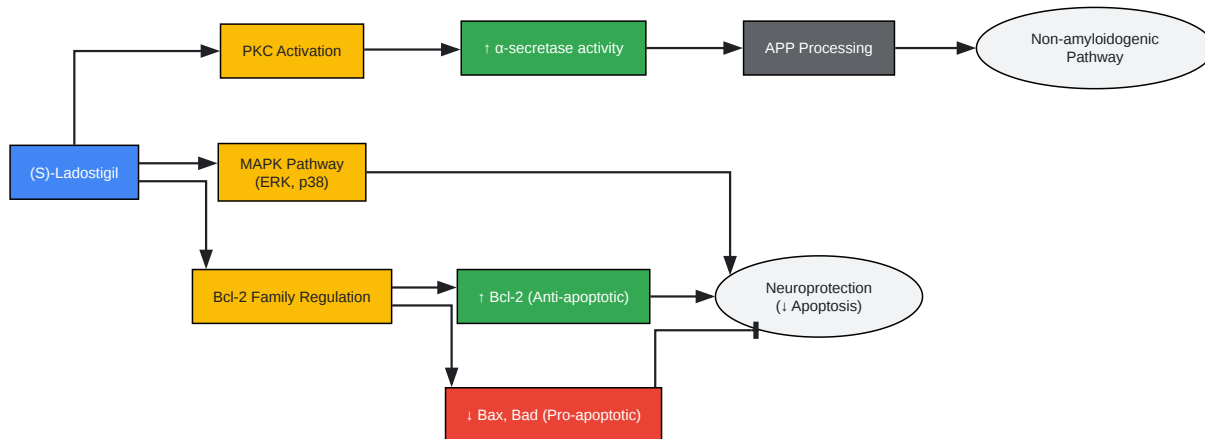 PKC Activation
↑ α-secretase activity
APP Processing
Non-amyloidogenic
Pathway
(S)-Ladostigil
MAPK Pathway
(ERK, p38)
Bcl-2 Family Regulation
↑ Bcl-2 (Anti-apoptotic)
Neuroprotection
(↓ Apoptosis)
↓ Bax, Bad (Pro-apoptotic)